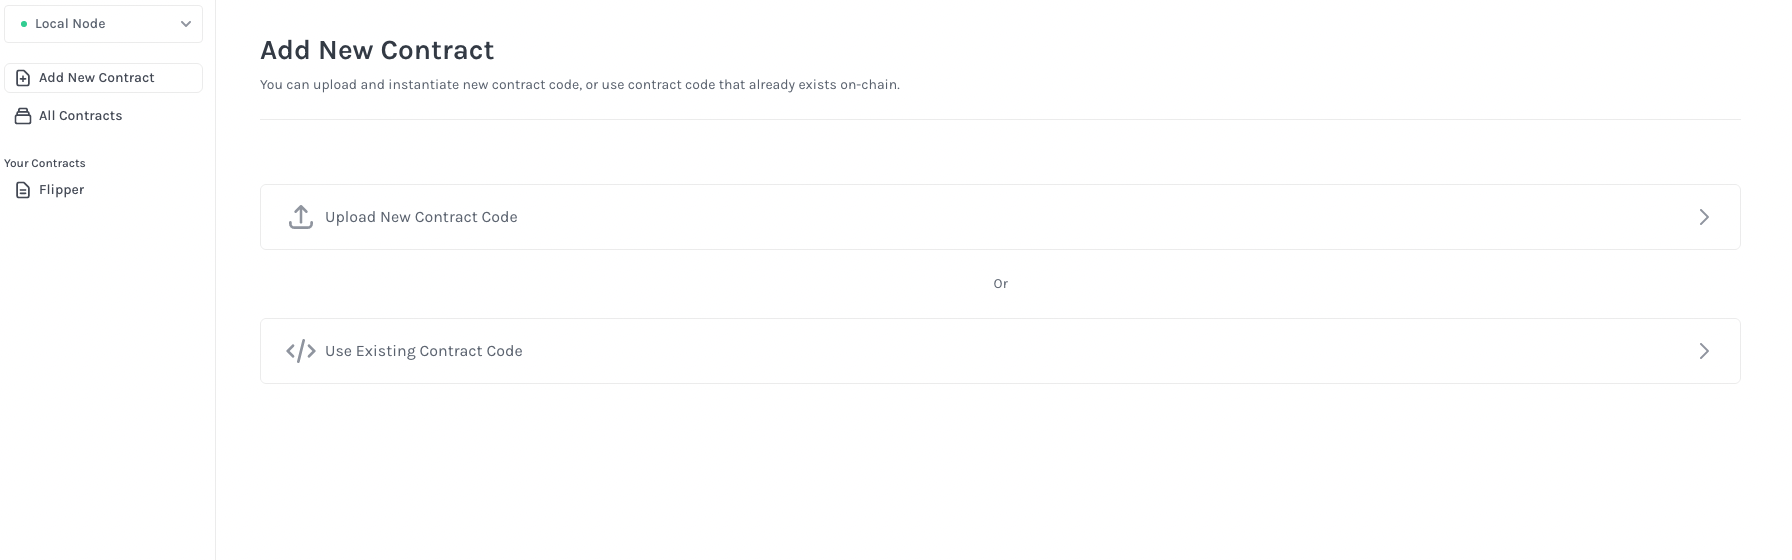 Local Node
Add New Contract
All Contracts
Your Contracts
Flipper
Add New Contract
You can upload and instantiate new contract code, or use contract code that already exists on-chain.
Upload New Contract Code
Or
Use Existing Contract Code